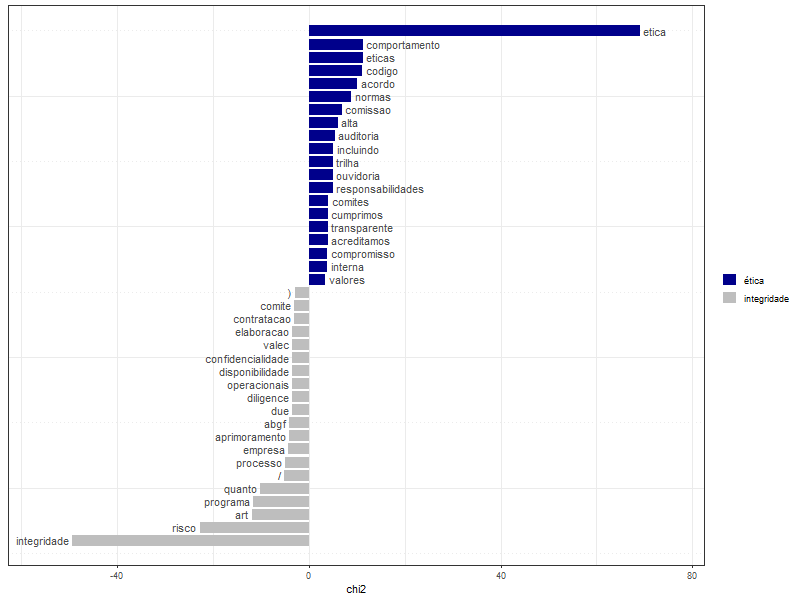 etica
comportamento
eticas
codigo
acordo
normas
comissao
alta
auditoria
incluindo
trilha
ouvidoria
responsabilidades
comites
cumprimos
transparente
acreditamos
compromisso
interna
valores
)
comite
contratacao
elaboracao
valec
confidencialidade
disponibilidade
operacionais
diligence
due
abgf
aprimoramento
empresa
processo
/
quanto
programa
art
risco
integridade
-40 0 40 80
chi2
ética
integridade